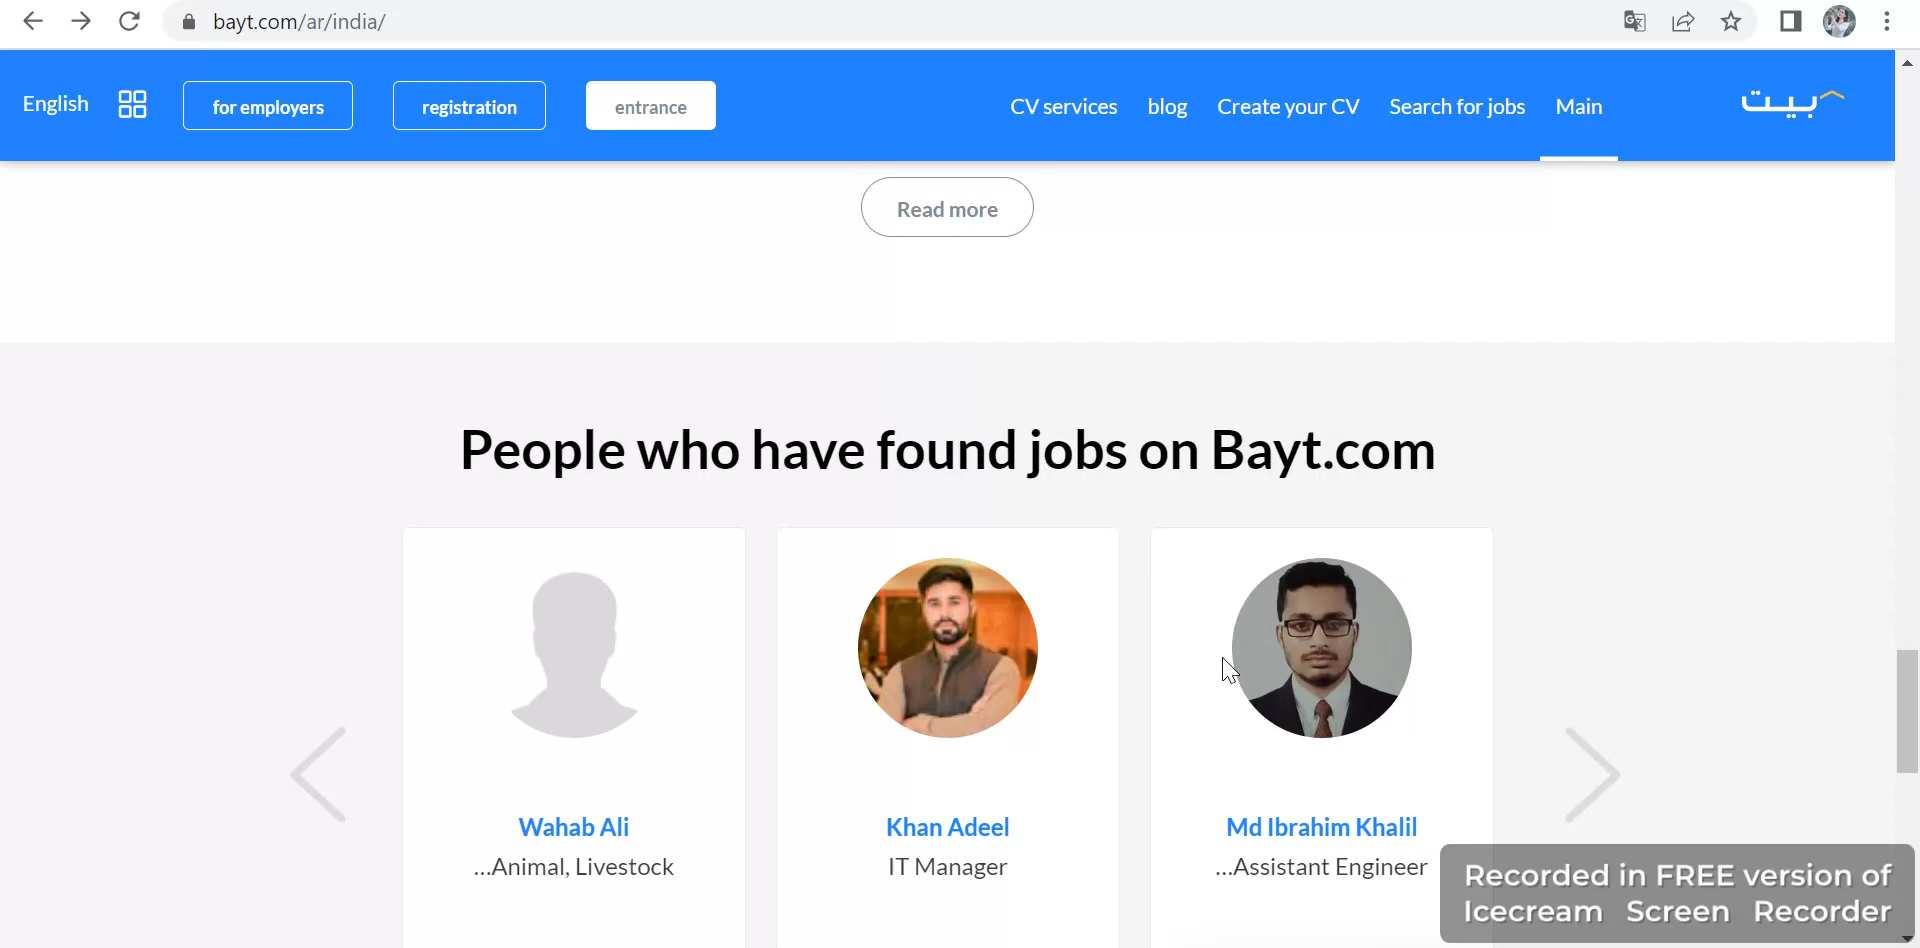 bayt.com/ar/india/
English
for employers
registration
entrance
CV services
blog
Create your CV
Search for jobs
Main
بيت
Read more
People who have found jobs on Bayt.com
Wahab Ali
...Animal, Livestock
Khan Adeel
IT Manager
Md Ibrahim Khalil
...Assistant Engineer
Recorded in FREE version of
Icecream Screen Recorder